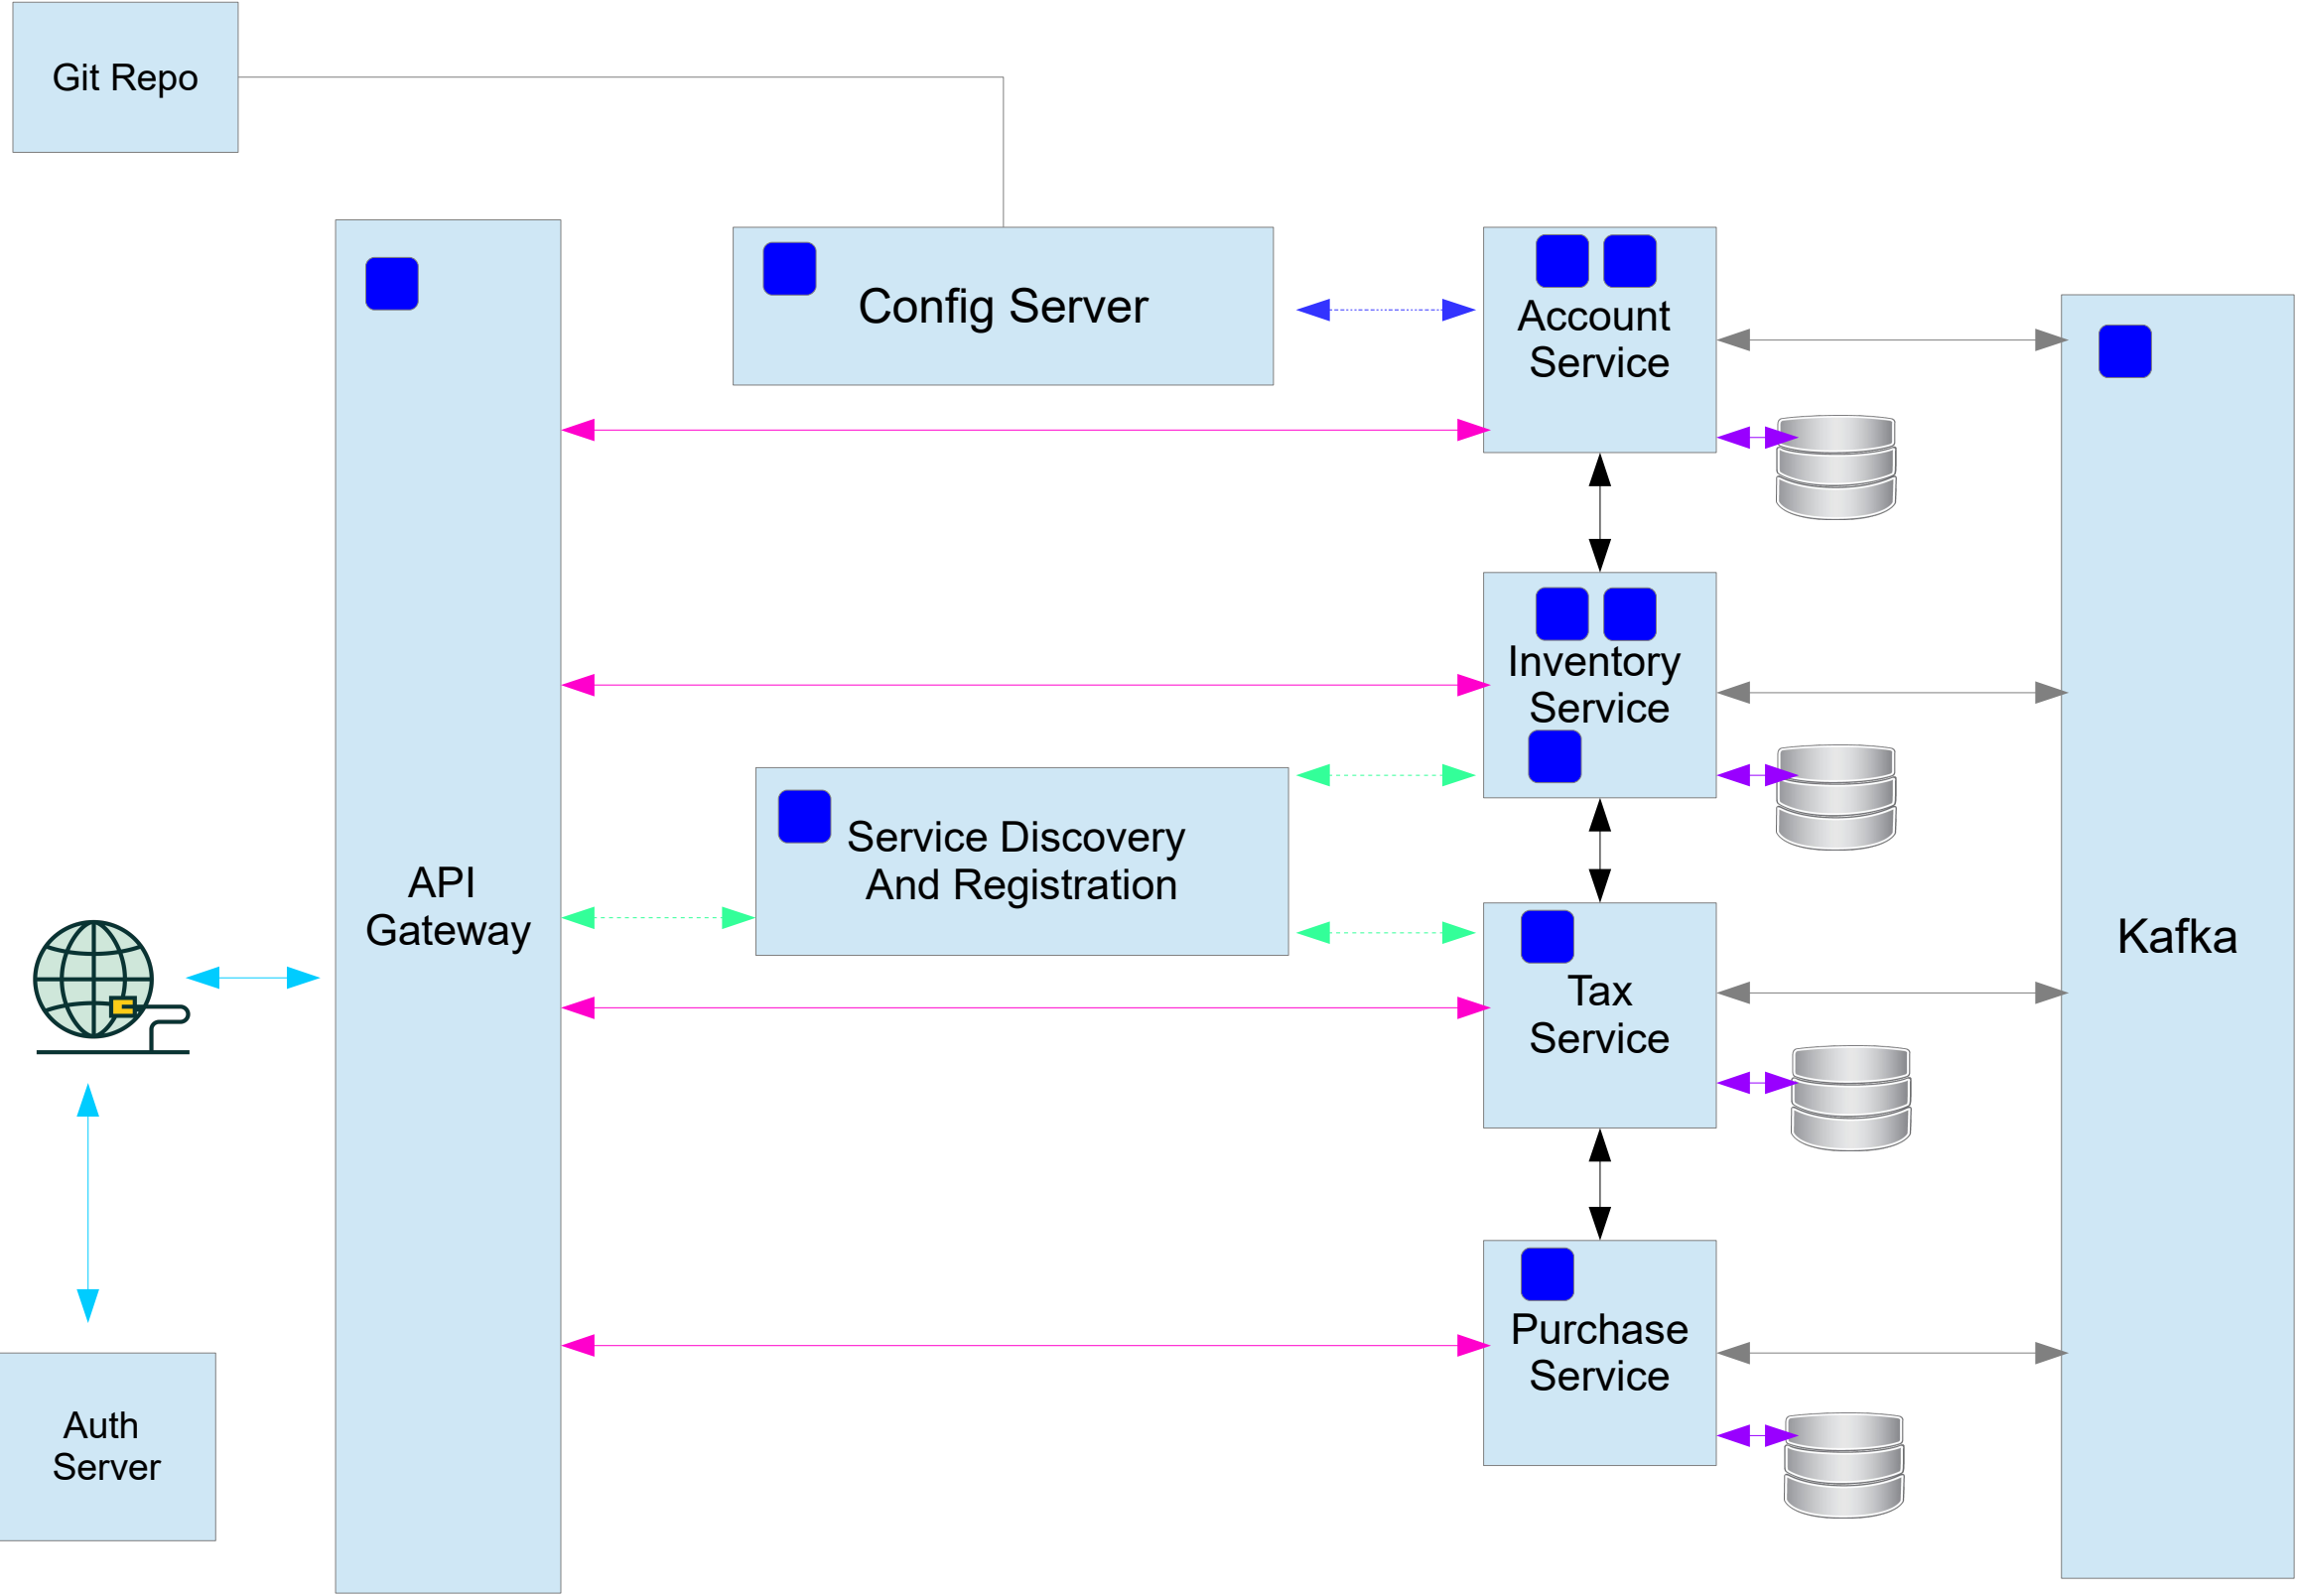 Git Repo
Config Server
Account
Service
Inventory
Service
Service Discovery
And Registration
API
Gateway
Tax
Service
Kafka
Purchase
Service
Auth
Server